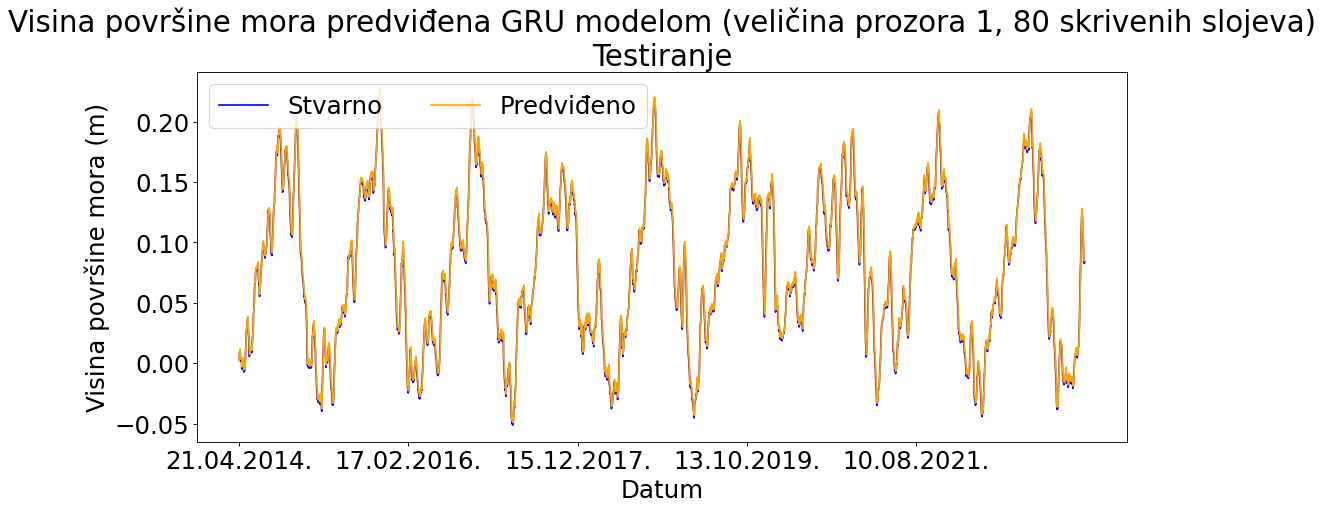 Visina površine mora predviđena GRU modelom (veličina prozora 1, 80 skrivenih slojeva)
Testiranje
Stvarno Predviđeno
Visina površine mora (m)
0.20
0.15
0.10
0.05
0.00
−0.05
21.04.2014. 17.02.2016. 15.12.2017. 13.10.2019. 10.08.2021.
Datum